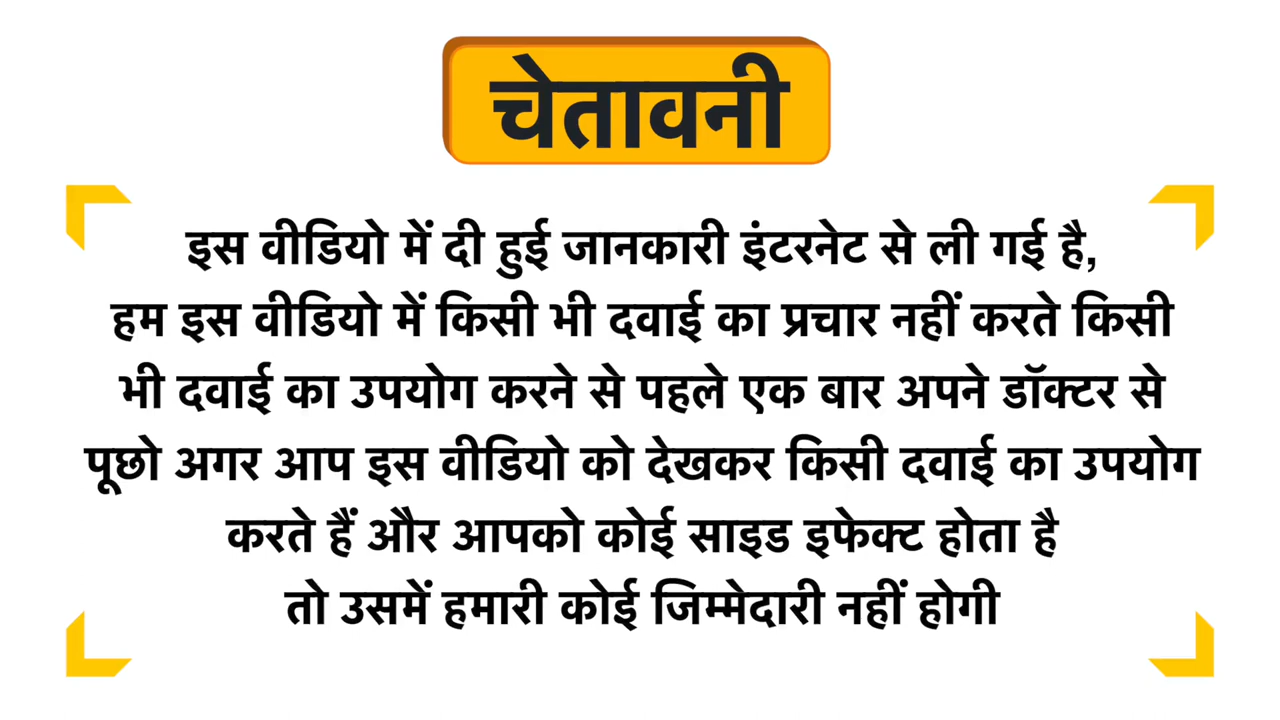 चेतावनी
इस वीडियो में दी हुई जानकारी इंटरनेट से ली गई है,
हम इस वीडियो में किसी भी दवाई का प्रचार नहीं करते किसी
भी दवाई का उपयोग करने से पहले एक बार अपने डॉक्टर से
पूछो अगर आप इस वीडियो को देखकर किसी दवाई का उपयोग
करते हैं और आपको कोई साइड इफेक्ट होता है
तो उसमें हमारी कोई जिम्मेदारी नहीं होगी